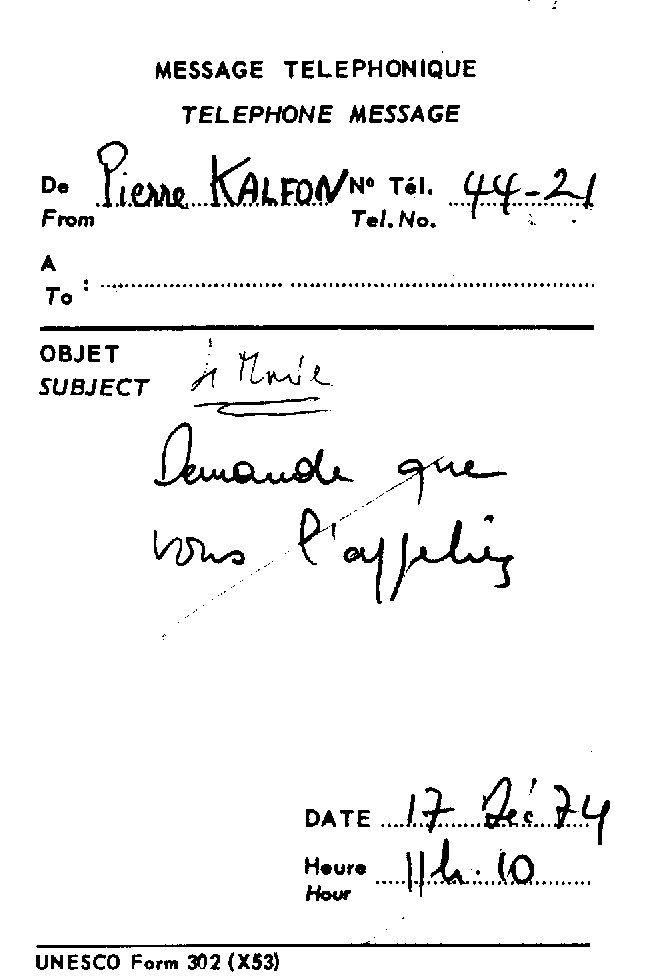 MESSAGE TELEPHONIQUE
TELEPHONE MESSAGE
De Pierre KALFON Nº Tél. 44-21
From Tel. No.
A
To :
OBJET
SUBJECT
Demande que
vous l'appeliez
DATE 17 Déc 74
Heure 11h.10
Hour
UNESCO Form 302 (X53)